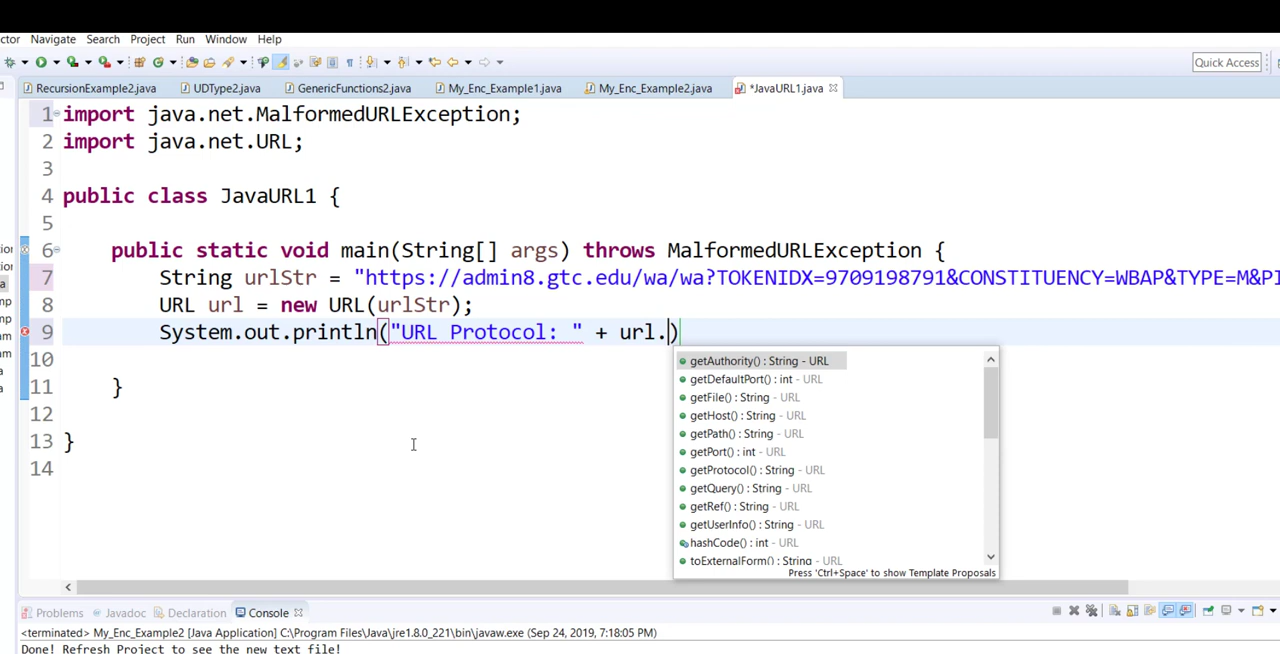 ctor Navigate Search Project Run Window Help
Quick Access
RecursionExample2.java UDType2.java GenericFunctions2.java My_Enc_Example1.java My_Enc_Example2.java *JavaURL1.java
1 import java.net.MalformedURLException;
2 import java.net.URL;
3
4 public class JavaURL1 {
5
6 public static void main(String[] args) throws MalformedURLException {
7 String urlStr = "https://admin8.gtc.edu/wa/wa?TOKENIDX=9709198791&CONSTITUENCY=WBAP&TYPE=M&PI
8 URL url = new URL(urlStr);
9 System.out.println("URL Protocol: " + url.)
10
11 }
12
13 }
14
getAuthority() : String - URL
getDefaultPort() : int - URL
getFile() : String - URL
getHost() : String - URL
getPath() : String - URL
getPort() : int - URL
getProtocol() : String - URL
getQuery() : String - URL
getRef() : String - URL
getUserInfo() : String - URL
hashCode() : int - URL
toExternalForm() : String - URL
Press 'Ctrl+Space' to show Template Proposals
Problems Javadoc Declaration Console
<terminated> My_Enc_Example2 [Java Application] C:\Program Files\Java\jre1.8.0_221\bin\javaw.exe (Sep 24, 2019, 7:18:05 PM)
Done! Refresh Project to see the new text file!